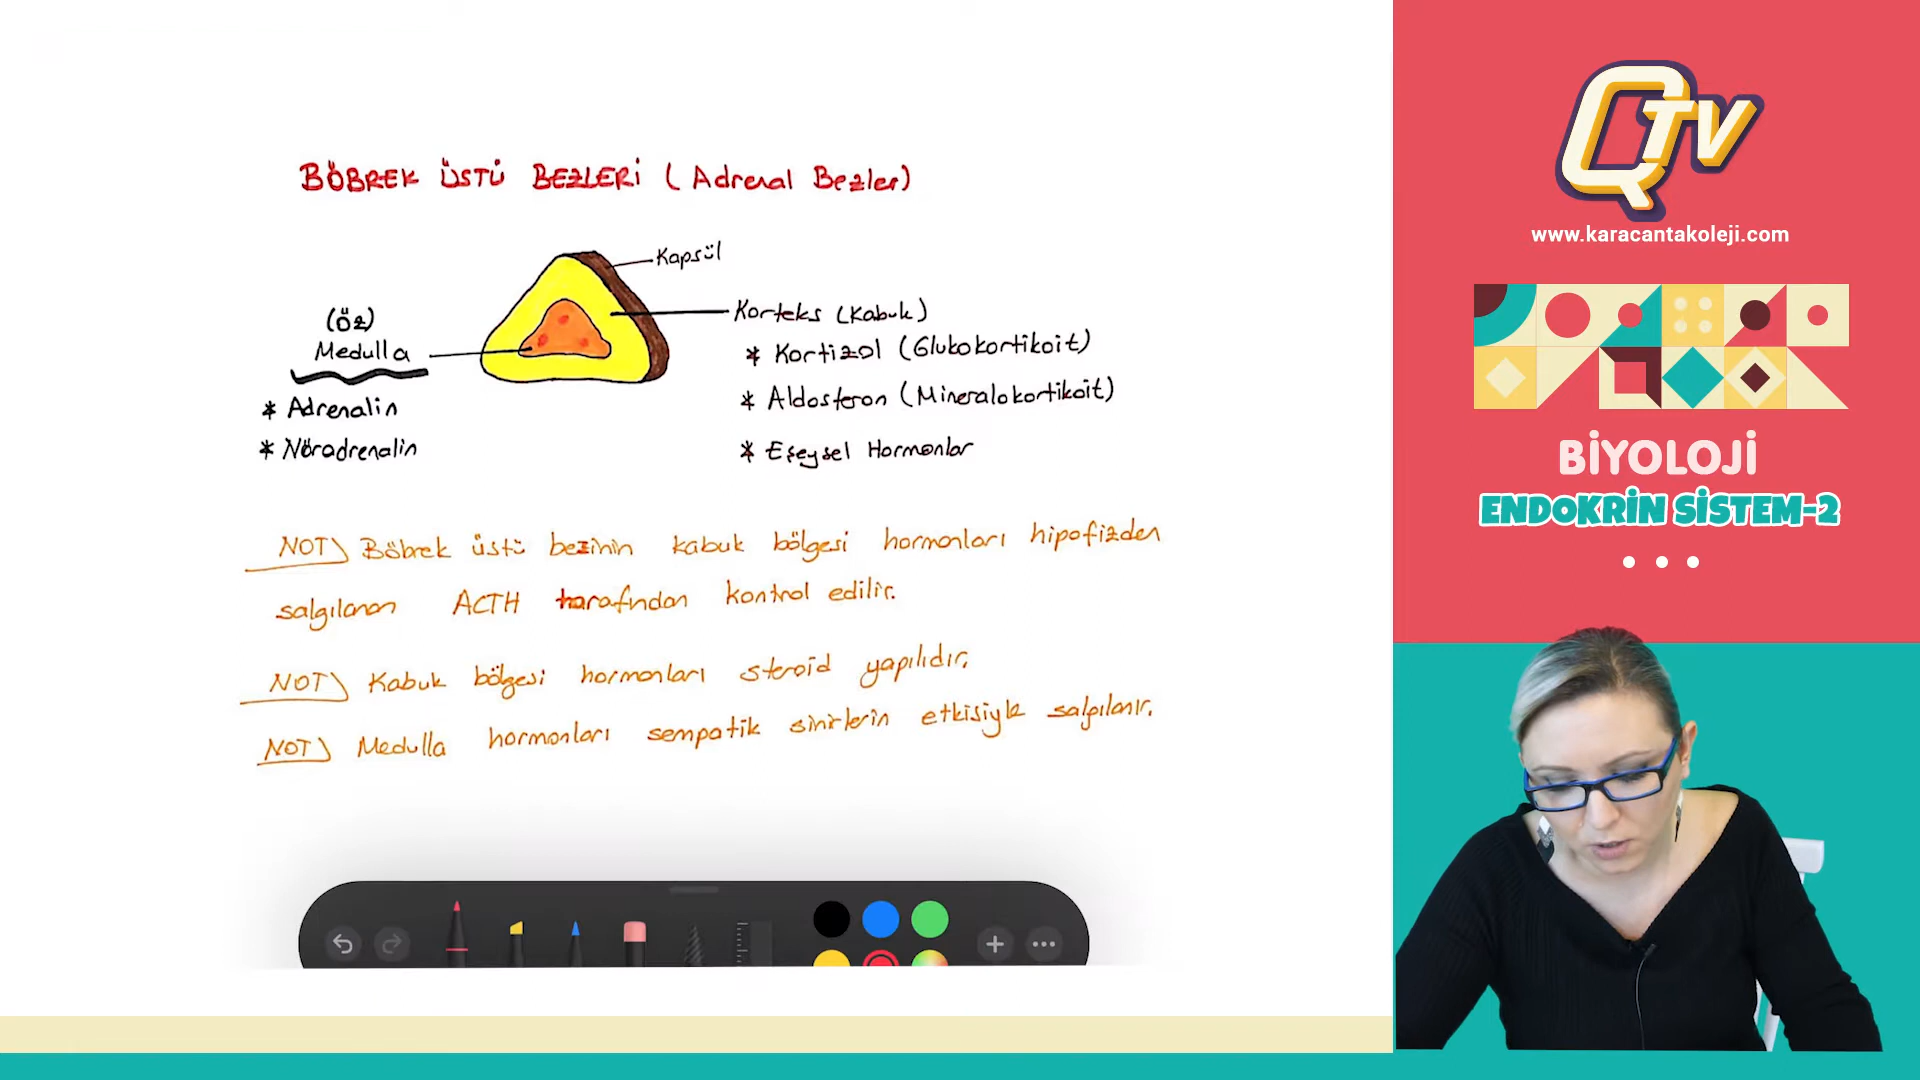 BÖBREK ÜSTÜ BEZLERİ (Adrenal Bezler)
Kapsül
Korteks (Kabuk)
* Kortizol (Glukokortikoit)
* Aldosteron (Mineralokortikoit)
* Eşeysel Hormonlar
(Öz)
Medulla
* Adrenalin
* Nöradrenalin
NOT) Böbrek üstü bezinin kabuk bölgesi hormonları hipofizden
salgılanan ACTH tarafından kontrol edilir.
NOT) Kabuk bölgesi hormonları steroid yapılıdır.
NOT) Medulla hormonları sempatik sinirlerin etkisiyle salgılanır.
QTV
www.karacantakoleji.com
BİYOLOJİ
ENDOKRİN SİSTEM-2